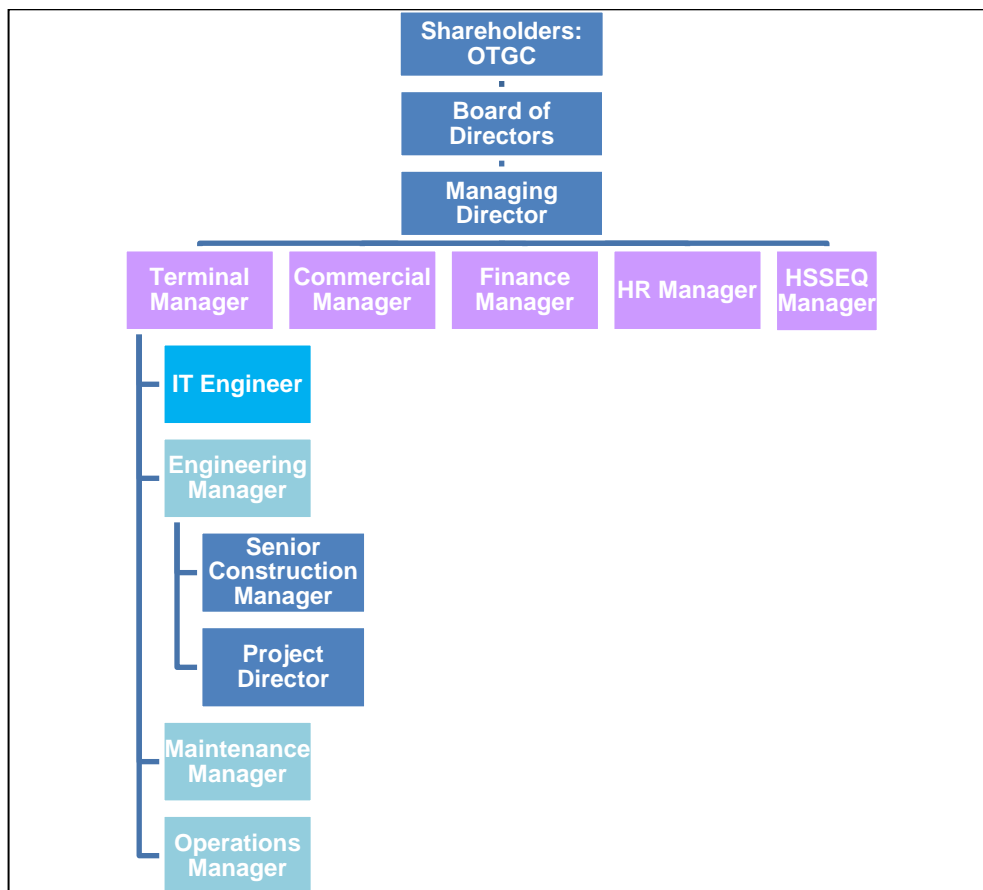 Shareholders:
OTGC
Board of
Directors
Managing
Director
Terminal
Manager
Commercial
Manager
Finance
Manager
HR Manager
HSSEQ
Manager
IT Engineer
Engineering
Manager
Senior
Construction
Manager
Project
Director
Maintenance
Manager
Operations
Manager